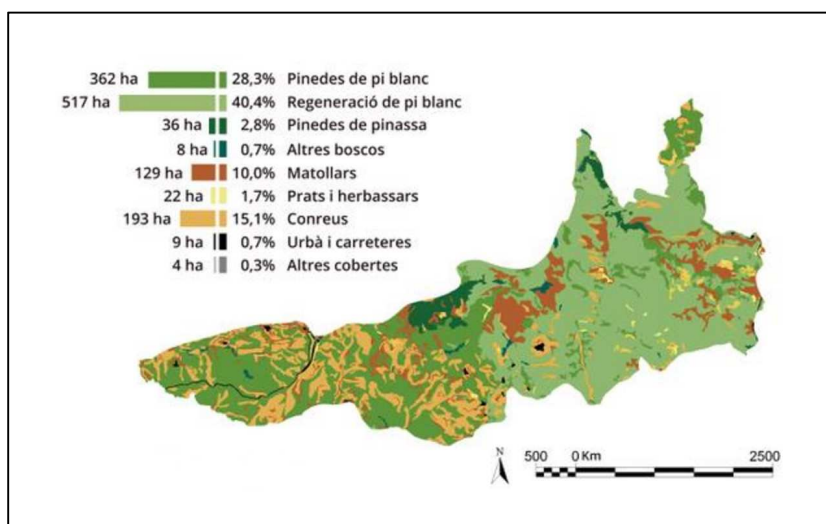 362 ha 28,3% Pinedes de pi blanc
517 ha 40,4% Regeneració de pi blanc
36 ha 2,8% Pinedes de pinassa
8 ha 0,7% Altres boscos
129 ha 10,0% Matollars
22 ha 1,7% Prats i herbassars
193 ha 15,1% Conreus
9 ha 0,7% Urbà i carreteres
4 ha 0,3% Altres cobertes
N
500 0 Km 2500